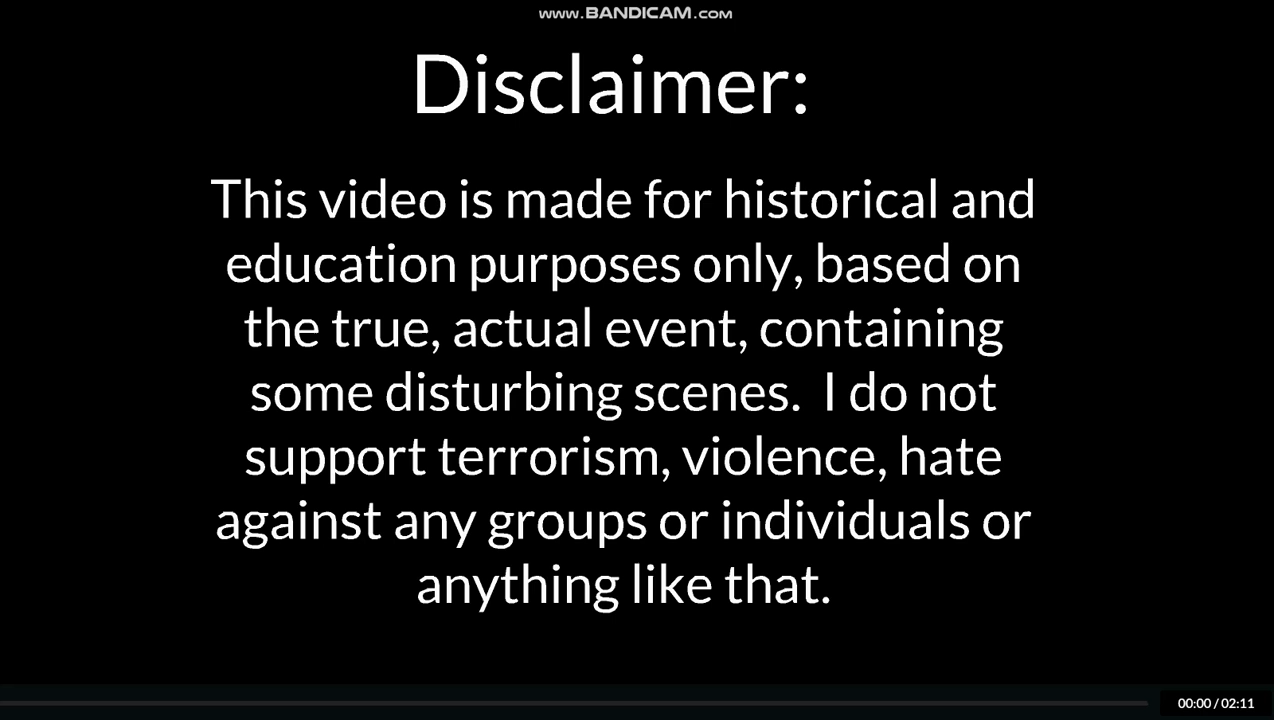 www.BANDICAM.com
Disclaimer:
This video is made for historical and
education purposes only, based on
the true, actual event, containing
some disturbing scenes.  I do not
support terrorism, violence, hate
against any groups or individuals or
anything like that.
00:00 / 02:11